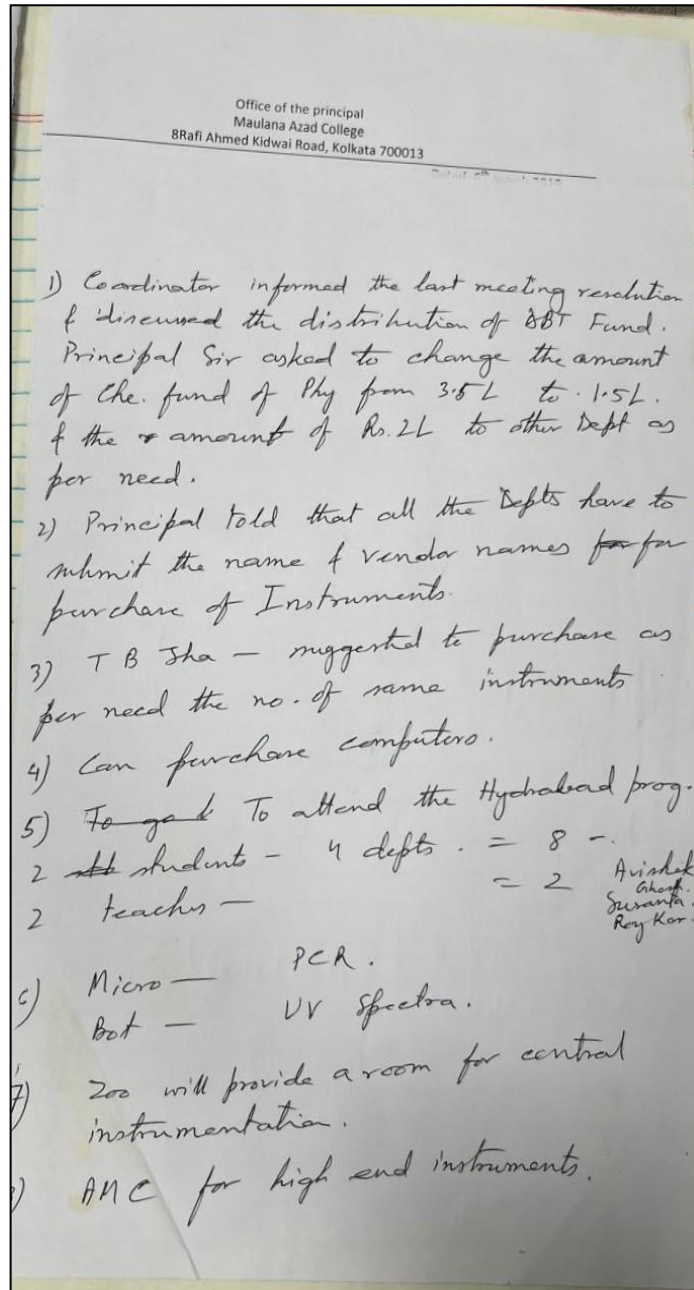 Office of the principal
Maulana Azad College
8Rafi Ahmed Kidwai Road, Kolkata 700013
1) Coordinator informed the last meeting resolution
& discussed the distribution of DBT Fund.
Principal Sir asked to change the amount
of Che. fund of Phy from 3.5L to 1.5L.
& the amount of Rs. 2L to other Dept as
per need.
2) Principal told that all the Depts have to
submit the name & vendor names for for
purchase of Instruments.
3) T B Jha — suggested to purchase as
per need the no. of same instruments
4) Can purchase computers.
5) To To attend the Hydrabad prog.
2 students - 4 depts. = 8 -.
2 teachers — = 2
Avishek
Ghosh.
Susanta.
Roy Kar.
6) Micro — PCR.
Bot — UV Spectra.
7) Zoo will provide a room for central
instrumentation.
) AMC for high end instruments.